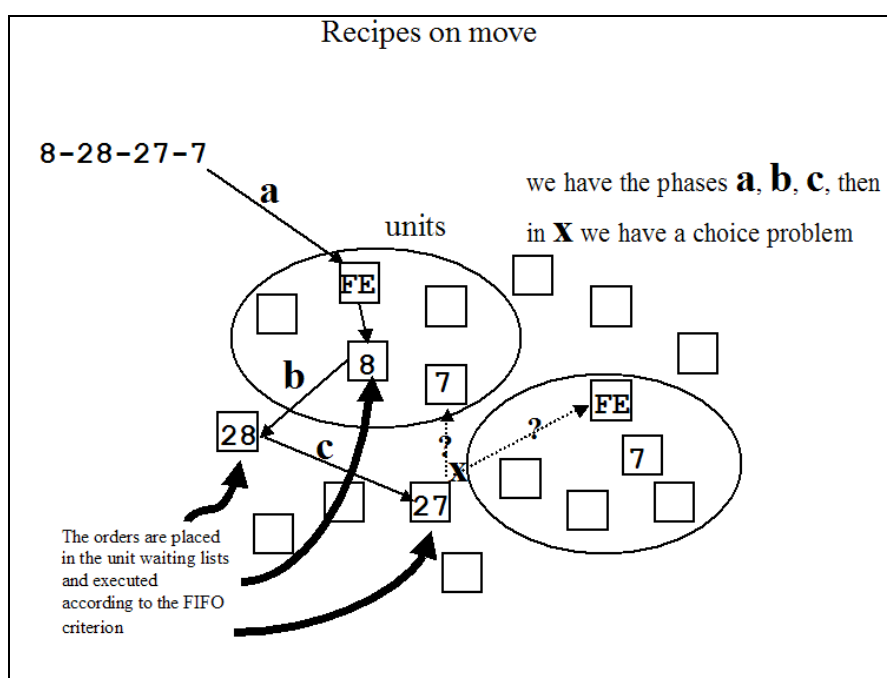 Recipes on move
8-28-27-7
a
we have the phases a, b, c, then
in x we have a choice problem
units
FE
8
7
b
28
c
?
x
?
FE
7
27
The orders are placed
in the unit waiting lists
and executed
according to the FIFO
criterion